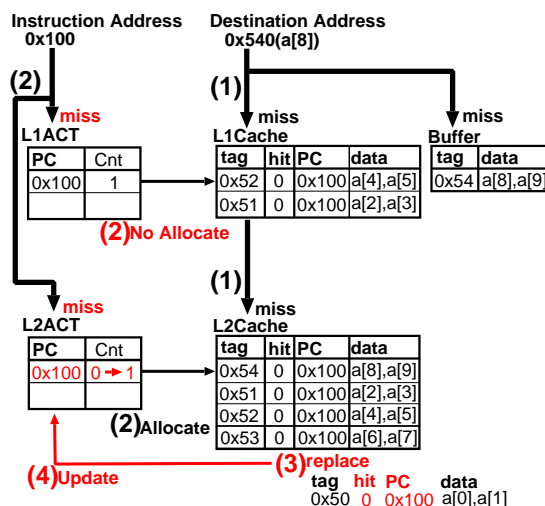 Instruction Address
0x100
Destination Address
0x540(a[8])
(2)
(1)
miss
miss
miss
L1ACT
L1Cache
Buffer
PC Cnt
0x100 1
tag hit PC data
0x52 0 0x100 a[4],a[5]
0x51 0 0x100 a[2],a[3]
tag data
0x54 a[8],a[9]
(2)No Allocate
(1)
miss
miss
L2ACT
L2Cache
PC Cnt
0x100 0 → 1
tag hit PC data
0x54 0 0x100 a[8],a[9]
0x51 0 0x100 a[2],a[3]
0x52 0 0x100 a[4],a[5]
0x53 0 0x100 a[6],a[7]
(2)Allocate
(3)replace
(4)Update
tag hit PC data
0x50 0 0x100 a[0],a[1]